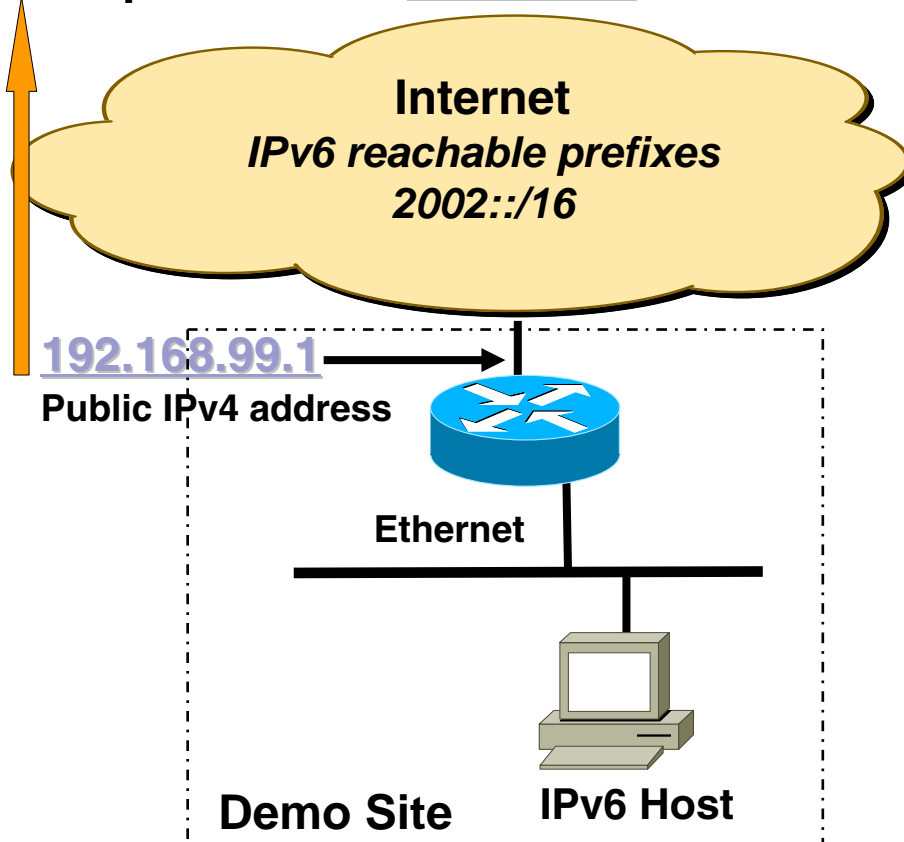 Internet
IPv6 reachable prefixes
2002::/16
192.168.99.1
Public IPv4 address
Ethernet
IPv6 Host
Demo Site